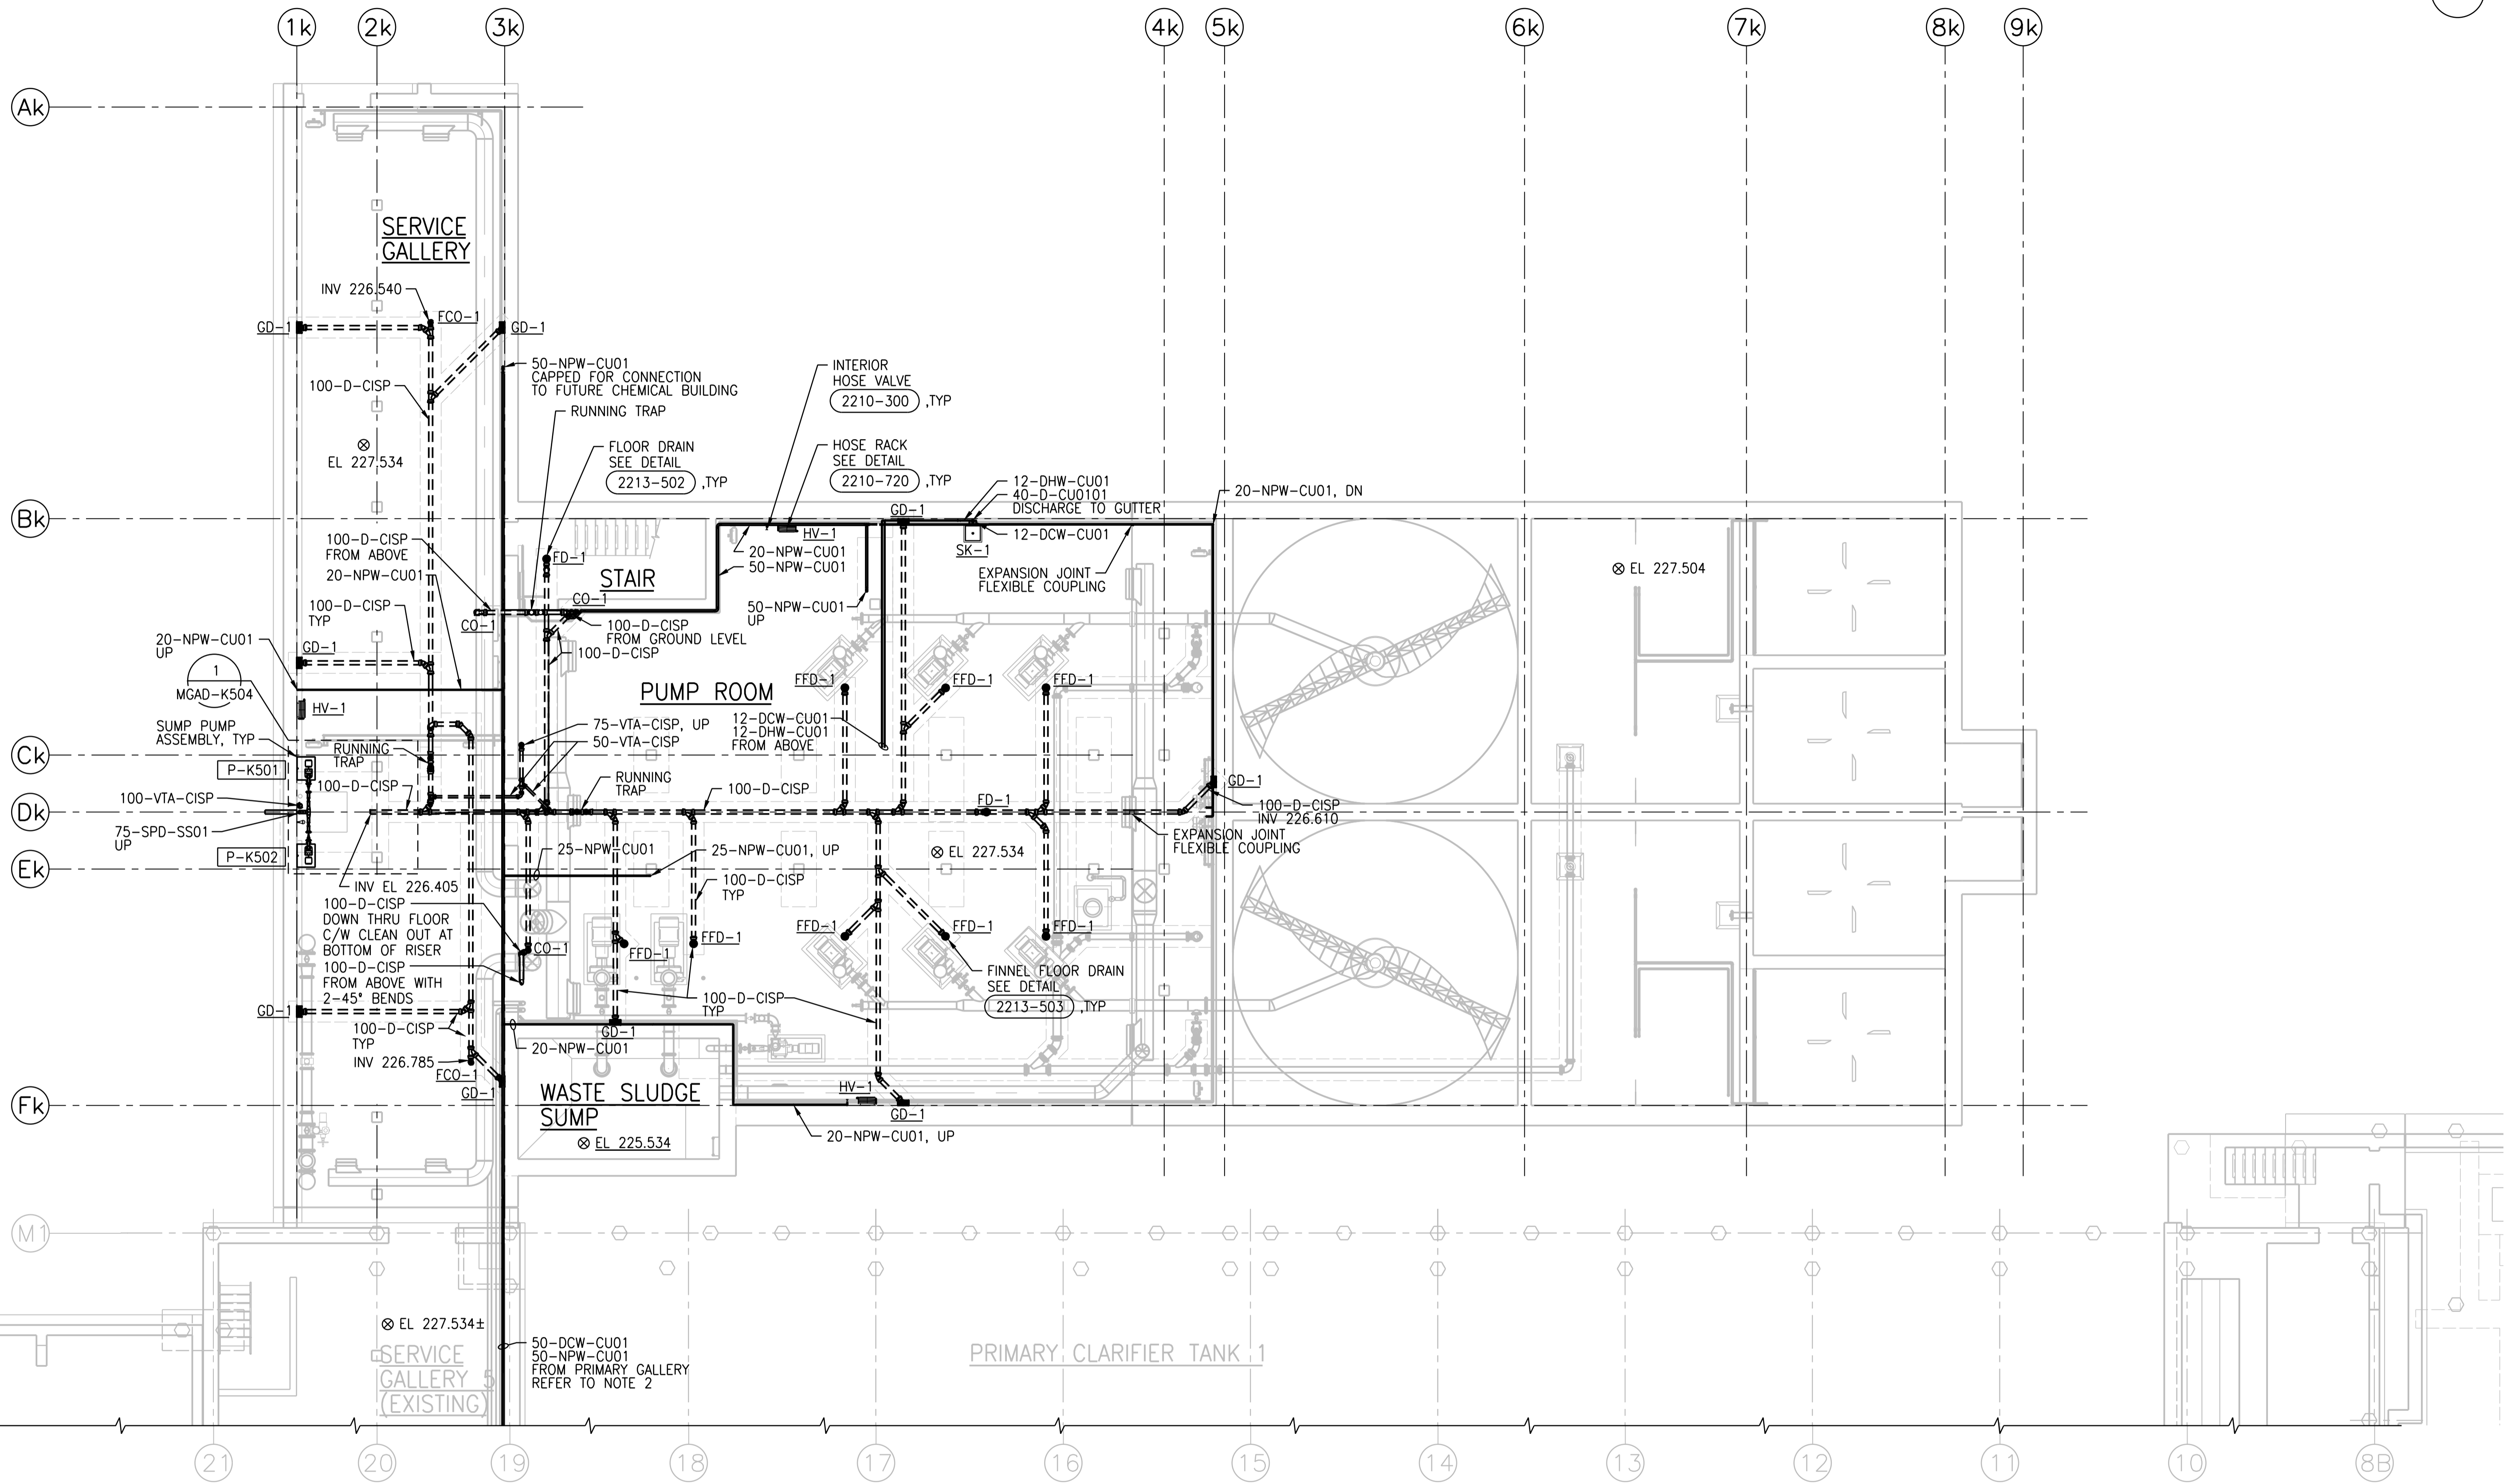 1k
2k
3k
4k
5k
6k
7k
8k
9k
Ak
SERVICE
GALLERY
INV 226.540
FCO-1
GD-1
GD-1
50-NPW-CU01
CAPPED FOR CONNECTION
TO FUTURE CHEMICAL BUILDING
100-D-CISP
RUNNING TRAP
INTERIOR
HOSE VALVE
2210-300 ,TYP
EL 227.534
FLOOR DRAIN
SEE DETAIL
2213-502 ,TYP
HOSE RACK
SEE DETAIL
2210-720 ,TYP
12-DHW-CU01
40-D-CU0101
DISCHARGE TO GUTTER
20-NPW-CU01, DN
Bk
GD-1
HV-1
12-DCW-CU01
SK-1
100-D-CISP
FROM ABOVE
20-NPW-CU01
FD-1
STAIR
20-NPW-CU01
50-NPW-CU01
EXPANSION JOINT
FLEXIBLE COUPLING
EL 227.504
100-D-CISP
TYP
CO-1
CO-1
50-NPW-CU01
UP
100-D-CISP
FROM GROUND LEVEL
100-D-CISP
20-NPW-CU01
UP
GD-1
1
MGAD-K504
PUMP ROOM
FFD-1
FFD-1
FFD-1
HV-1
SUMP PUMP
ASSEMBLY, TYP
75-VTA-CISP, UP
50-VTA-CISP
12-DCW-CU01
12-DHW-CU01
FROM ABOVE
Ck
RUNNING
TRAP
P-K501
100-D-CISP
RUNNING
TRAP
100-D-CISP
GD-1
100-VTA-CISP
FD-1
100-D-CISP
INV 226.610
Dk
75-SPD-SS01
UP
EXPANSION JOINT
FLEXIBLE COUPLING
P-K502
25-NPW-CU01
25-NPW-CU01, UP
EL 227.534
Ek
INV EL 226.405
100-D-CISP
TYP
100-D-CISP
DOWN THRU FLOOR
C/W CLEAN OUT AT
BOTTOM OF RISER
CO-1
FFD-1
FFD-1
FFD-1
FFD-1
FFD-1
100-D-CISP
FROM ABOVE WITH
2-45° BENDS
FINNEL FLOOR DRAIN
SEE DETAIL
2213-503 ,TYP
100-D-CISP
TYP
GD-1
100-D-CISP
TYP
GD-1
20-NPW-CU01
INV 226.785
FCO-1
GD-1
WASTE SLUDGE
SUMP
HV-1
GD-1
Fk
20-NPW-CU01, UP
EL 225.534
M1
EL 227.534±
SERVICE
GALLERY 5
(EXISTING)
50-DCW-CU01
50-NPW-CU01
FROM PRIMARY GALLERY
REFER TO NOTE 2
PRIMARY CLARIFIER TANK 1
21
20
19
18
17
16
15
14
13
12
11
10
8B